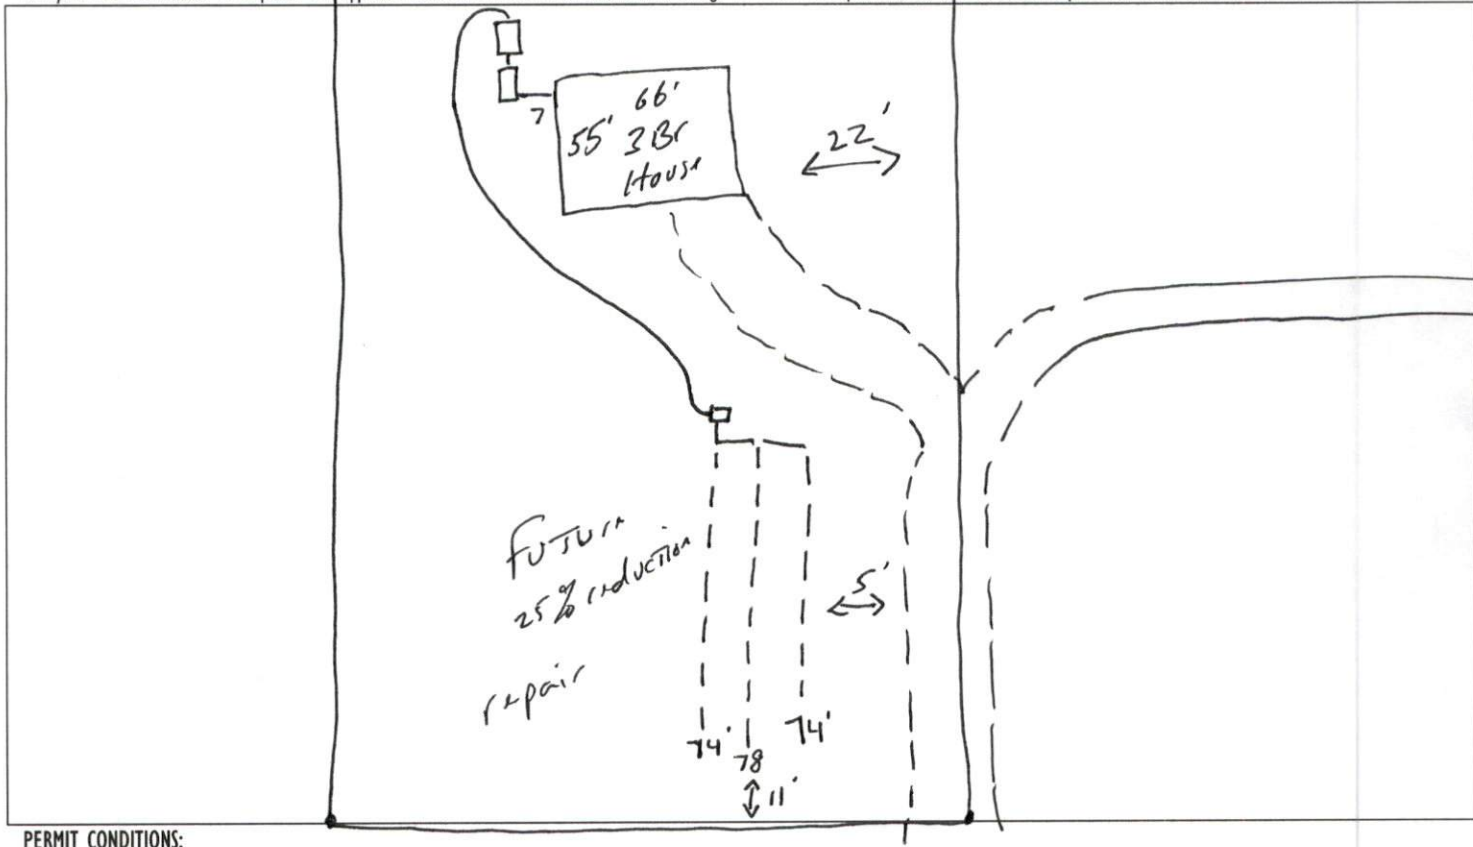 66'
55' 3Br
House
7
22'
Future
25% reduction
repair
5'
74'
78
74'
11'
PERMIT CONDITIONS: